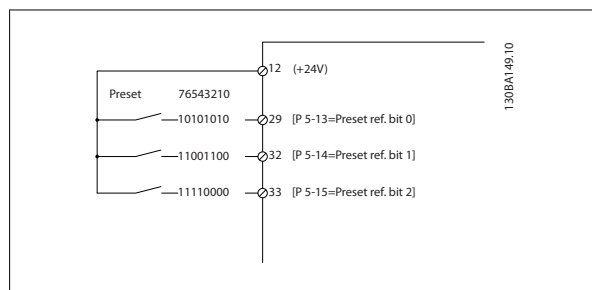 12 (+24V)
Preset 76543210
10101010 29 [P 5-13=Preset ref. bit 0]
11001100 32 [P 5-14=Preset ref. bit 1]
11110000 33 [P 5-15=Preset ref. bit 2]
130BA149.10